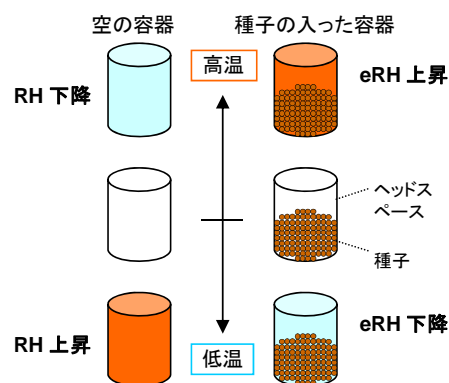 空の容器
種子の入った容器
高温
RH 下降
eRH 上昇
ヘッドス
ペース
種子
RH 上昇
eRH 下降
低温